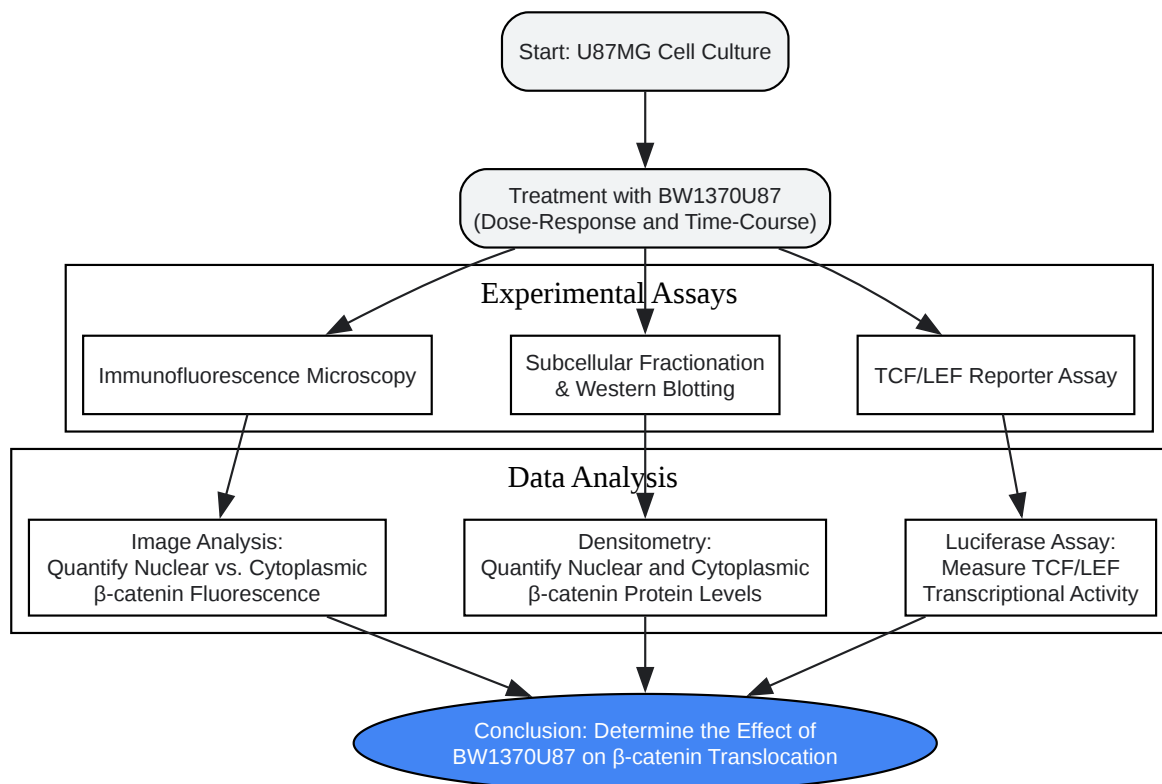 Start: U87MG Cell Culture
Treatment with BW1370U87
(Dose-Response and Time-Course)
Experimental Assays
Immunofluorescence Microscopy
Subcellular Fractionation
& Western Blotting
TCF/LEF Reporter Assay
Data Analysis
Image Analysis:
Quantify Nuclear vs. Cytoplasmic
β-catenin Fluorescence
Densitometry:
Quantify Nuclear and Cytoplasmic
β-catenin Protein Levels
Luciferase Assay:
Measure TCF/LEF
Transcriptional Activity
Conclusion: Determine the Effect of
BW1370U87 on β-catenin Translocation